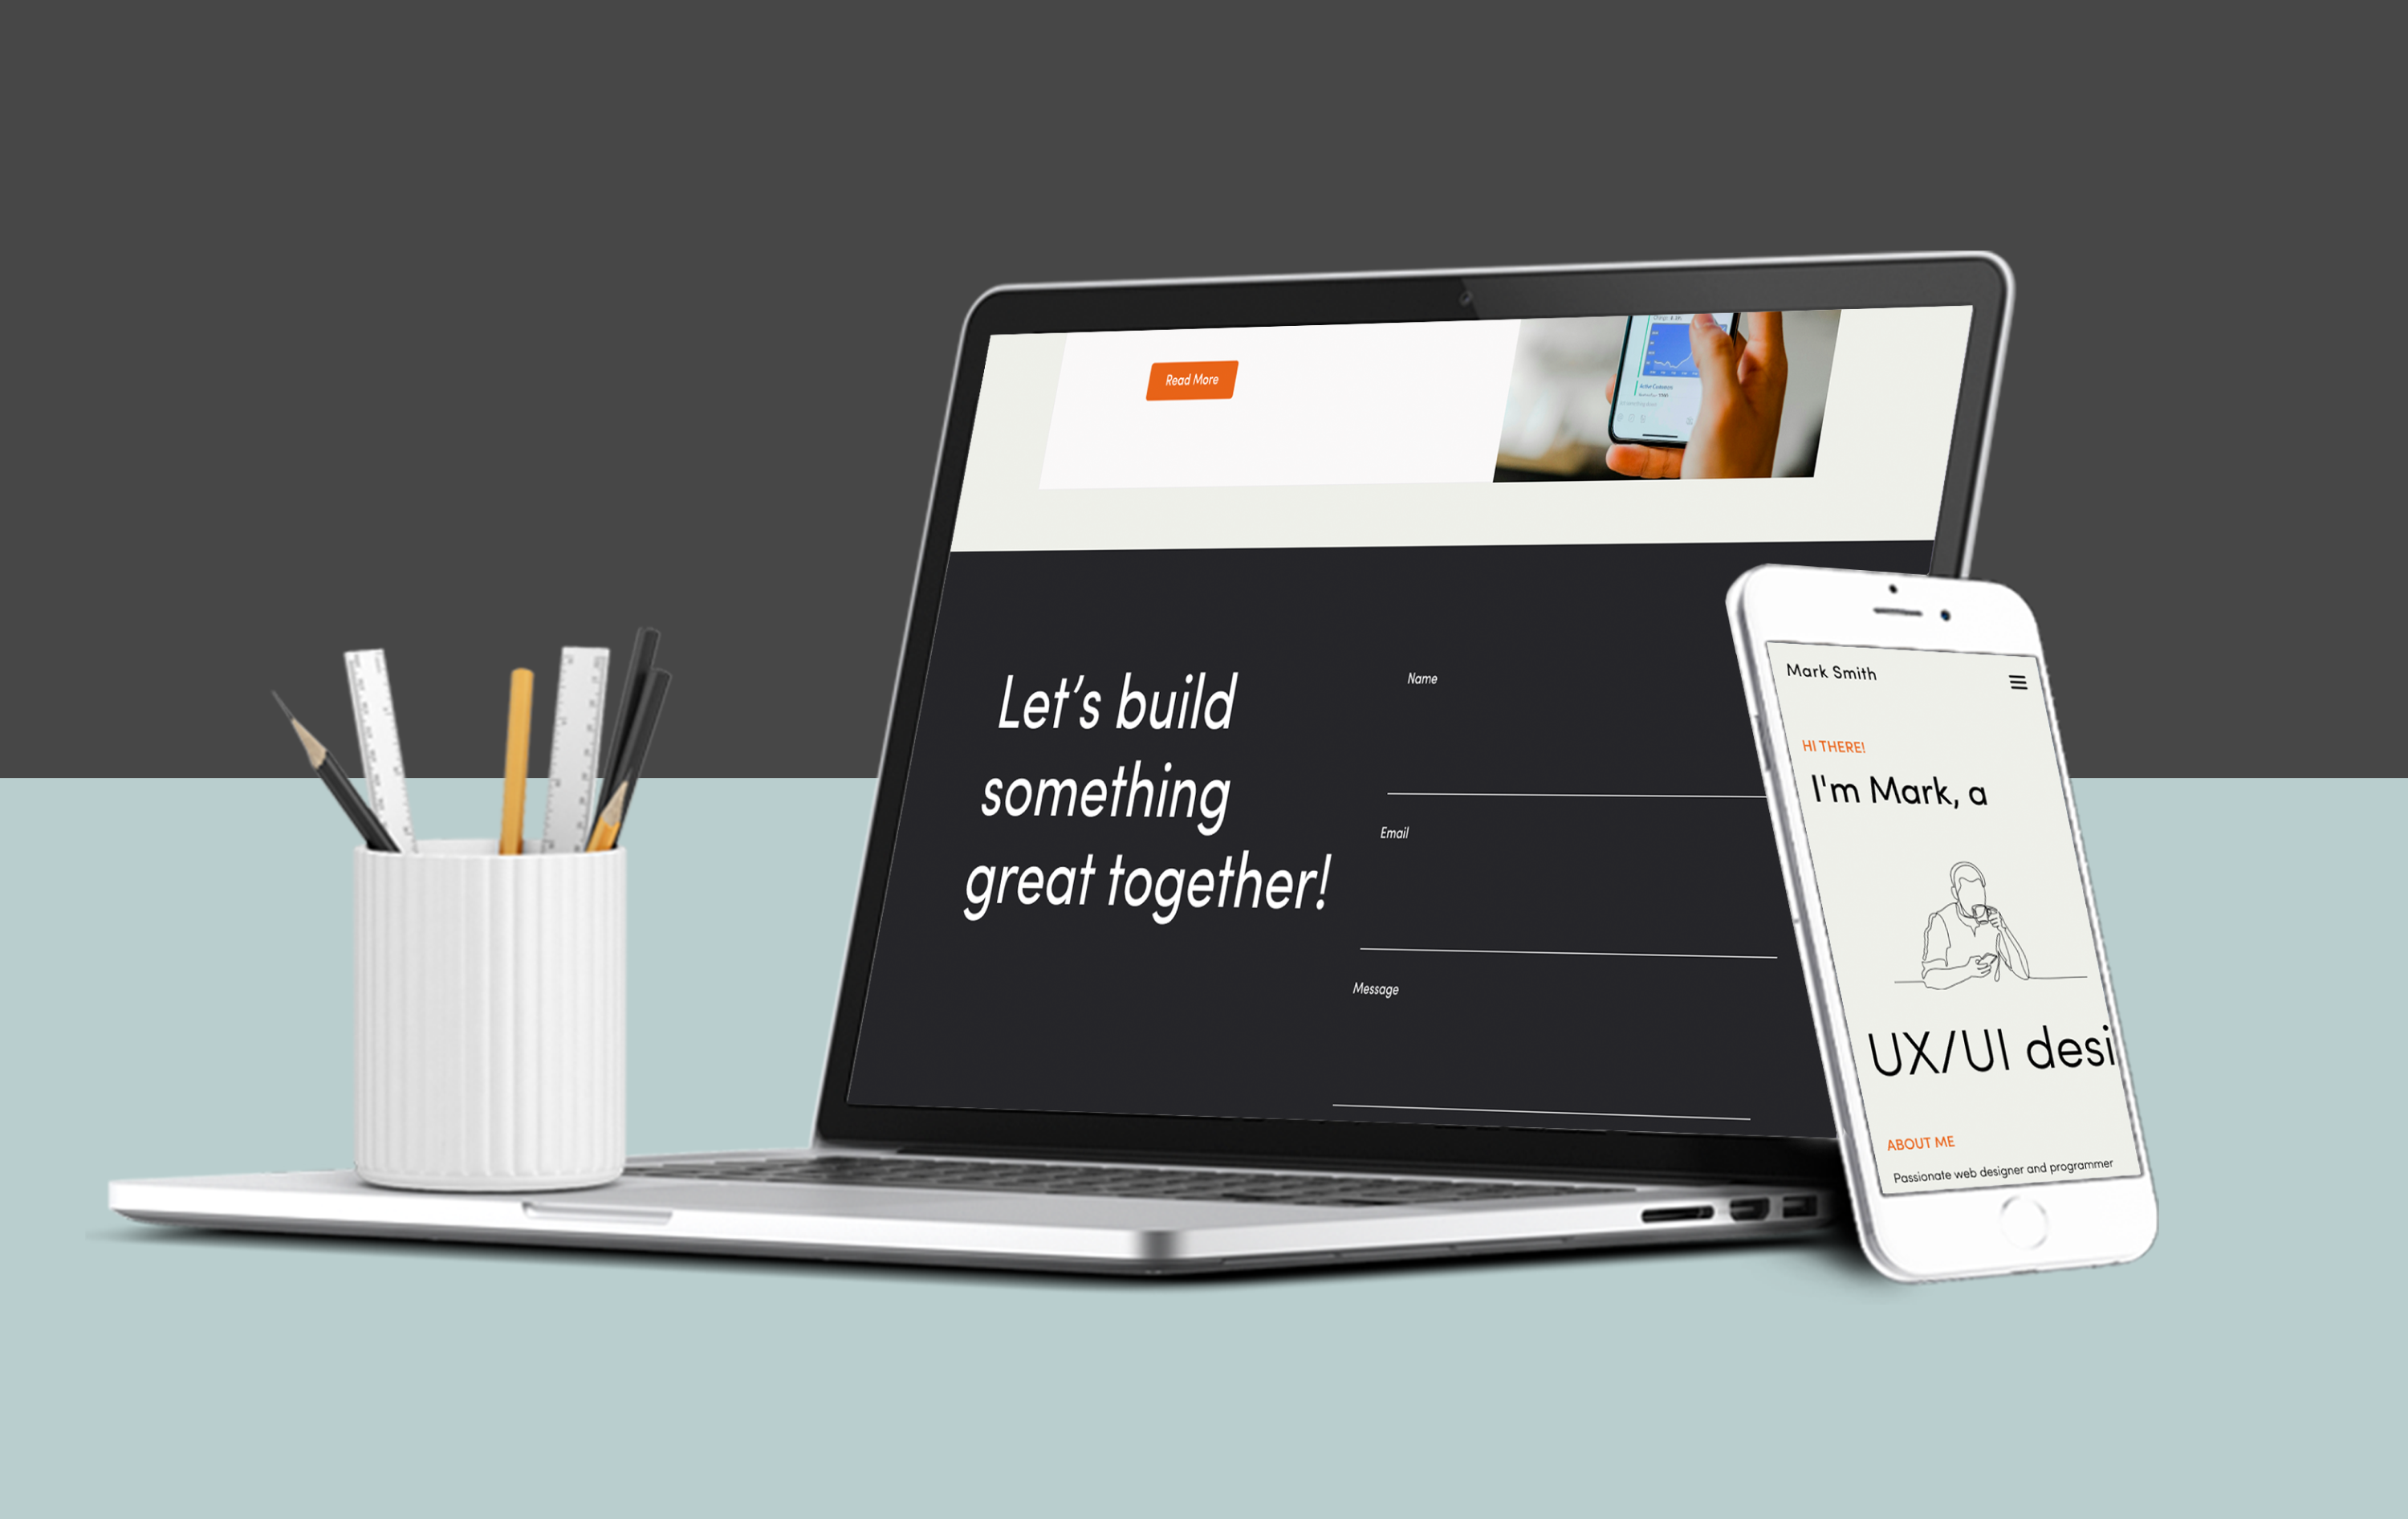 Read More
Let's build
something
great together!
Name
Email
Message
Mark Smith
HI THERE!
I'm Mark, a
UX/UI desi
ABOUT ME
Passionate web designer and programmer